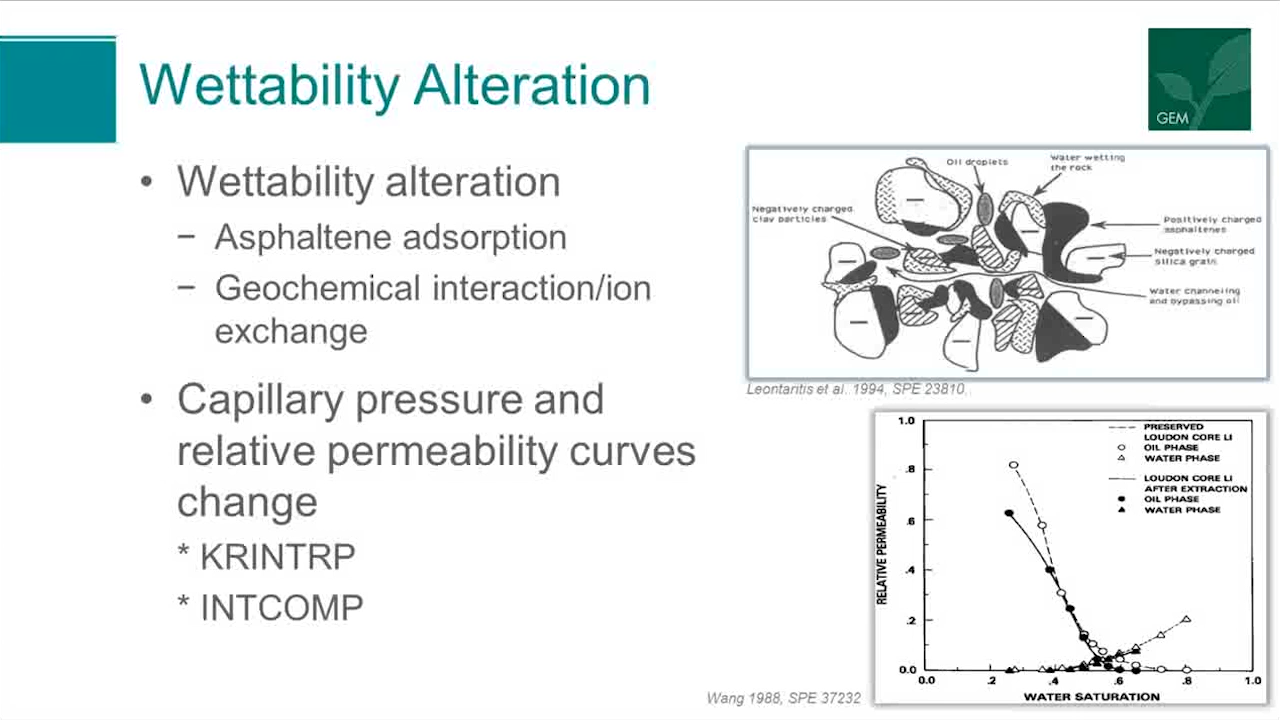 Wettability Alteration
GEM
• Wettability alteration
– Asphaltene adsorption
– Geochemical interaction/ion
exchange
• Capillary pressure and
relative permeability curves
change
* KRINTRP
* INTCOMP
Oil droplets
Water wetting
the rock
Negatively charged
clay particles
Positively charged
asphaltenes
Negatively charged
silica grain
Water channeling
and bypassing oil
Leontaritis et al. 1994, SPE 23810,
1.0
.8
.6
.4
.2
0.0
RELATIVE PERMEABILITY
PRESERVED
LOUDON CORE LI
OIL PHASE
WATER PHASE
LOUDON CORE LI
AFTER EXTRACTION
OIL PHASE
WATER PHASE
0.0 .2 .4 .6 .8 1.0
WATER SATURATION
Wang 1988, SPE 37232